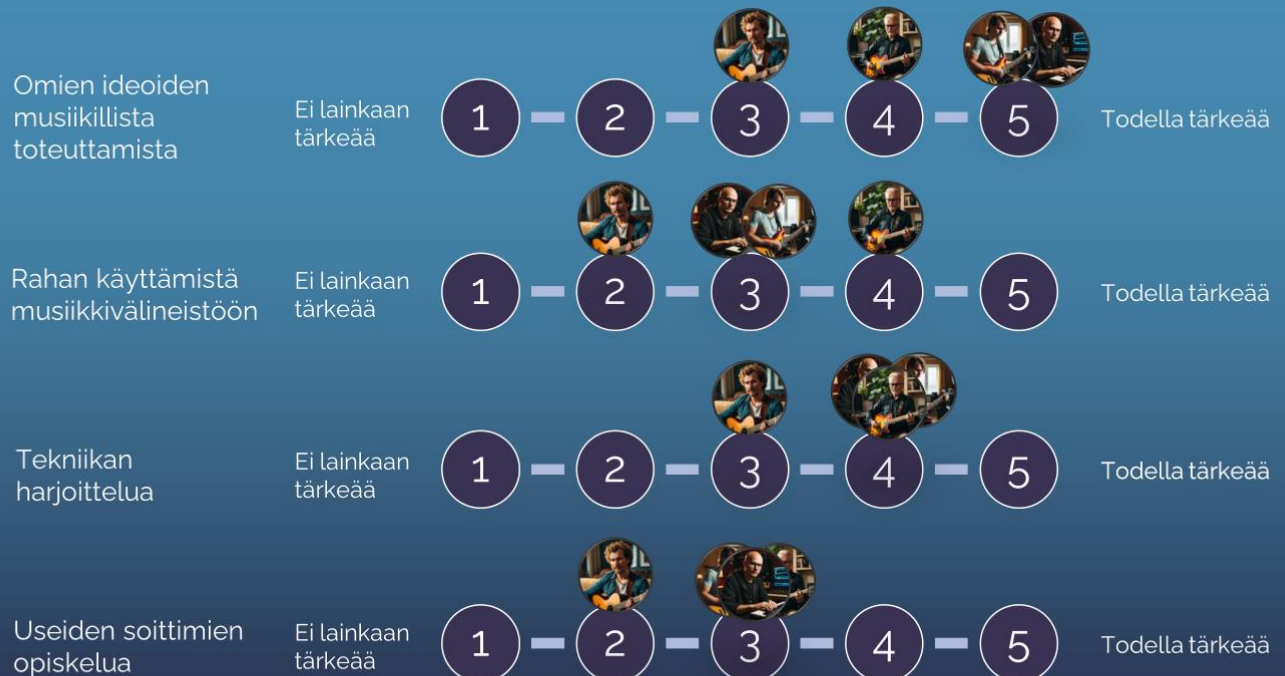 Omien ideoiden
musiikillista
toteuttamista
Ei lainkaan
tärkeää
1 2 3 4 5
Todella tärkeää
Rahan käyttämistä
musiikkivälineistöön
Ei lainkaan
tärkeää
1 2 3 4 5
Todella tärkeää
Tekniikan
harjoittelua
Ei lainkaan
tärkeää
1 2 3 4 5
Todella tärkeää
Useiden soittimien
opiskelua
Ei lainkaan
tärkeää
1 2 3 4 5
Todella tärkeää